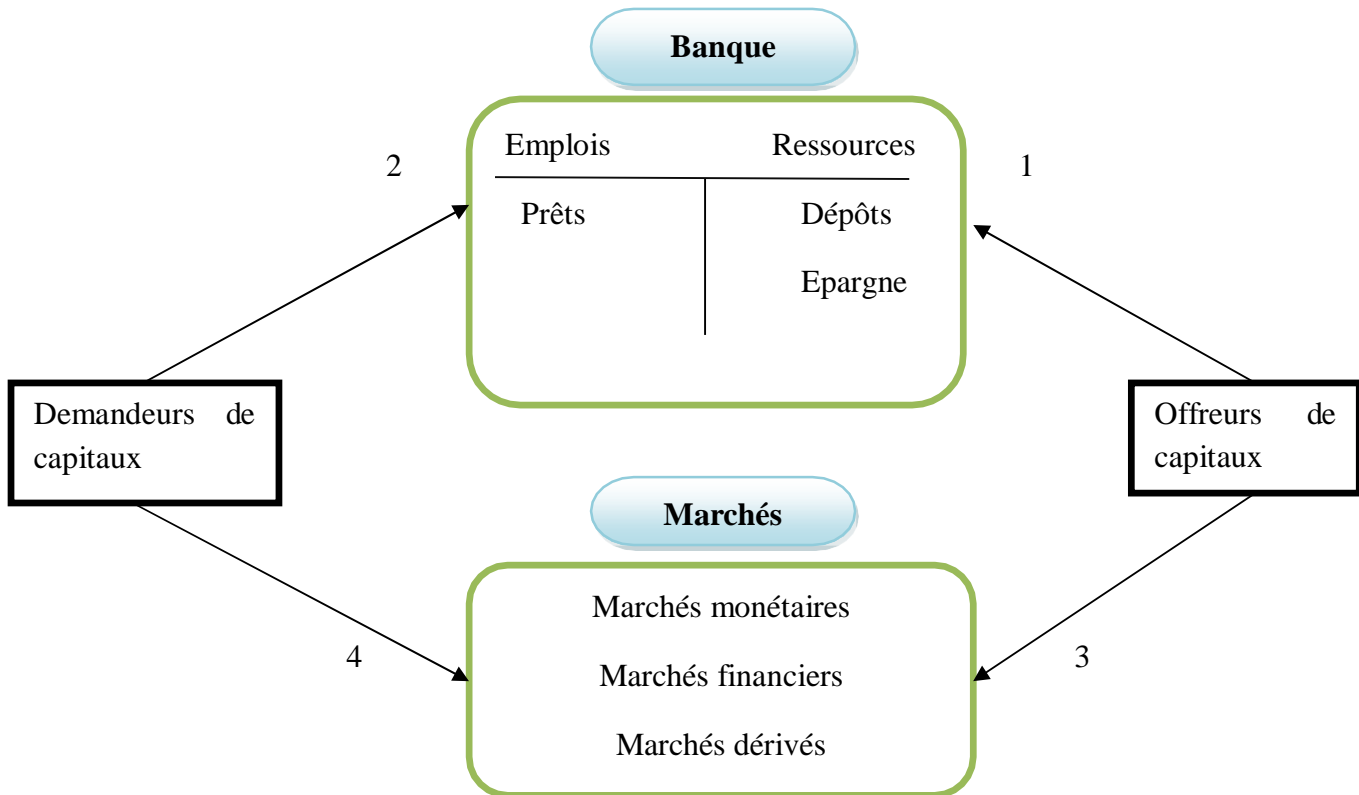 Banque
Emplois Ressources
2
1
Prêts Dépôts
Epargne
Demandeurs de
capitaux
Offreurs de
capitaux
Marchés
Marchés monétaires
4
3
Marchés financiers
Marchés dérivés